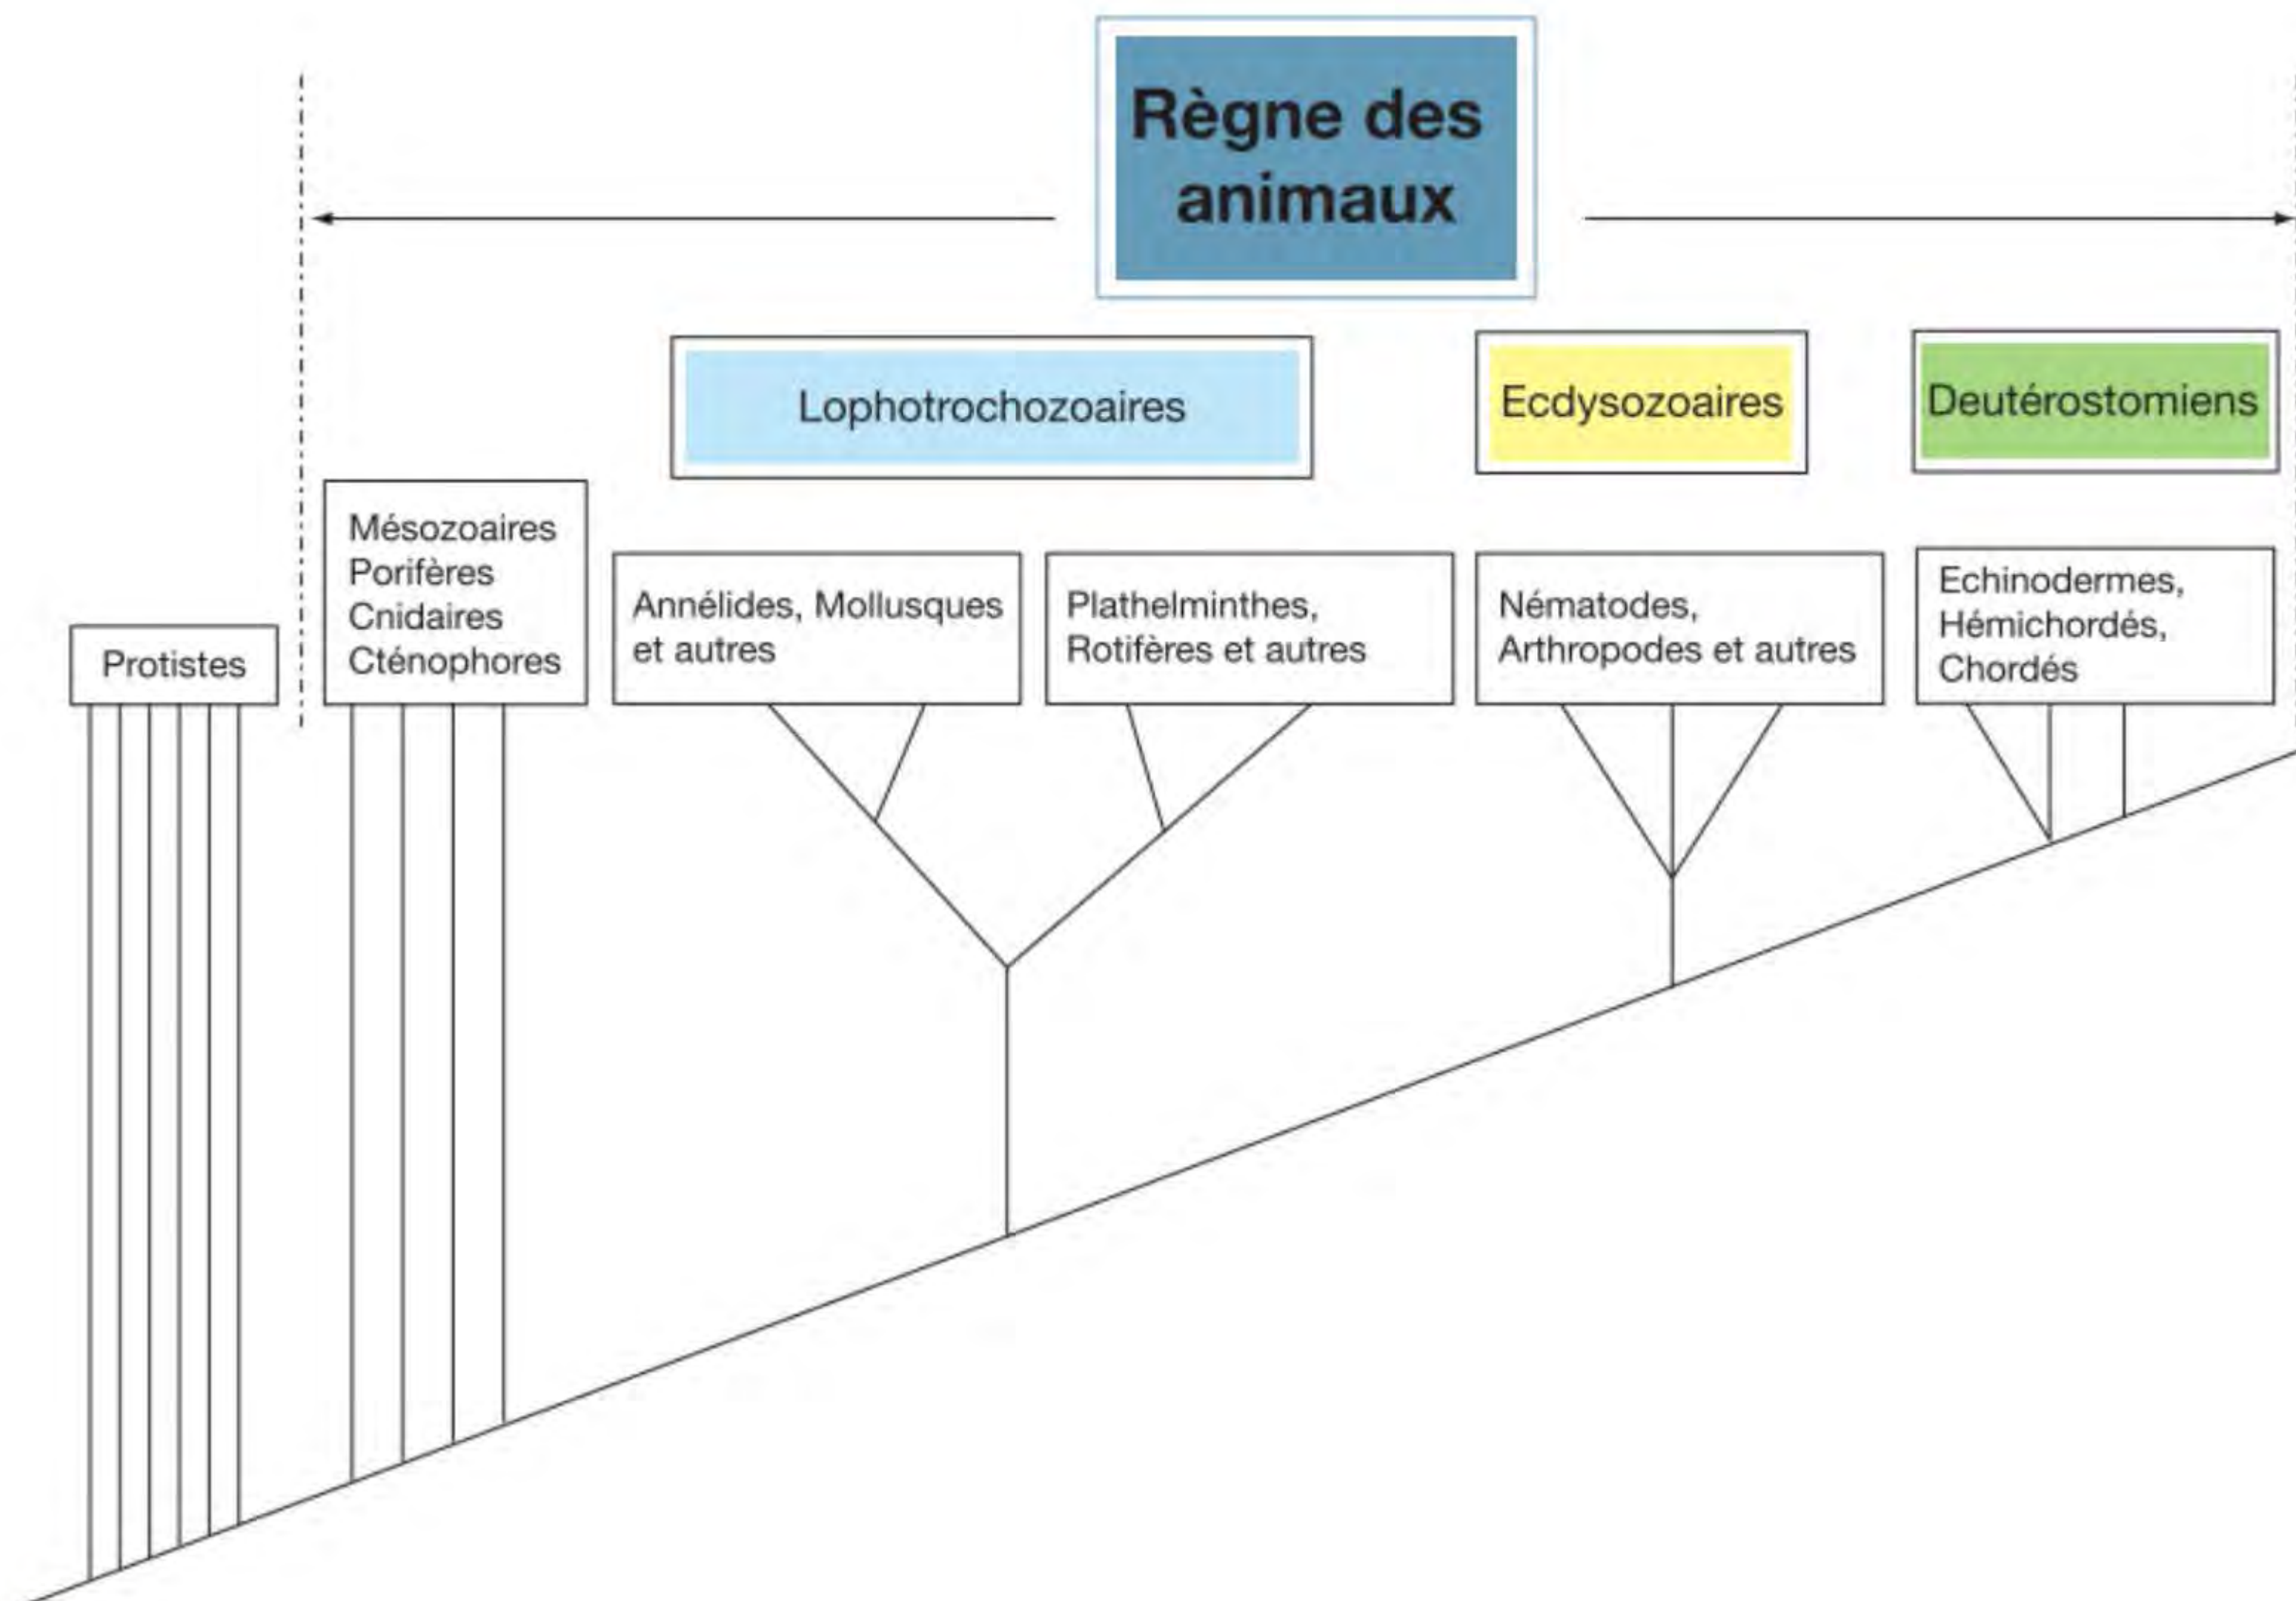 Règne des
animaux
Lophotrochozoaires
Ecdysozoaires
Deutérostomiens
Mésozoaires
Porifères
Cnidaires
Cténophores
Annélides, Mollusques
et autres
Plathelminthes,
Rotifères et autres
Nématodes,
Arthropodes et autres
Echinodermes,
Hémichordés,
Chordés
Protistes